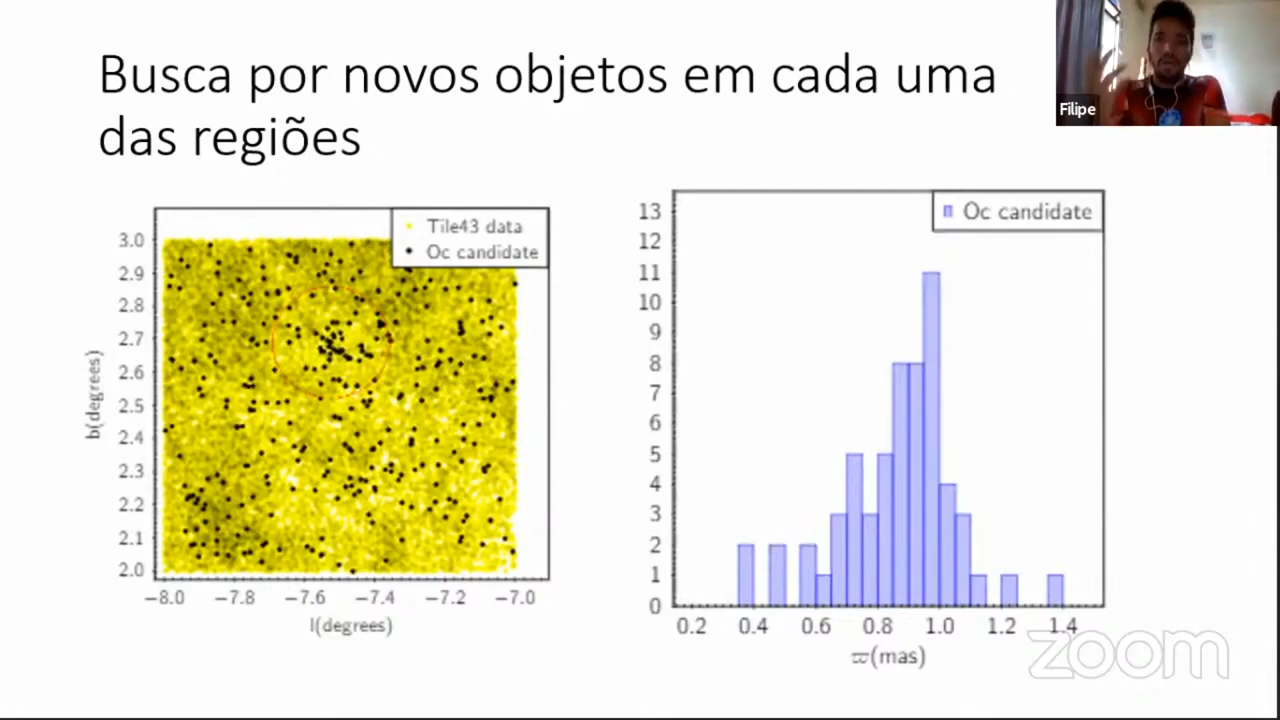 Busca por novos objetos em cada uma
das regiões
Filipe
Tile43 data
Oc candidate
3.0
2.9
2.8
2.7
2.6
2.5
2.4
2.3
2.2
2.1
2.0
b(degrees)
−8.0 −7.8 −7.6 −7.4 −7.2 −7.0
l(degrees)
Oc candidate
13
12
11
10
9
8
7
6
5
4
3
2
1
0
0.2 0.4 0.6 0.8 1.0 1.2 1.4
ϖ(mas)
zoom